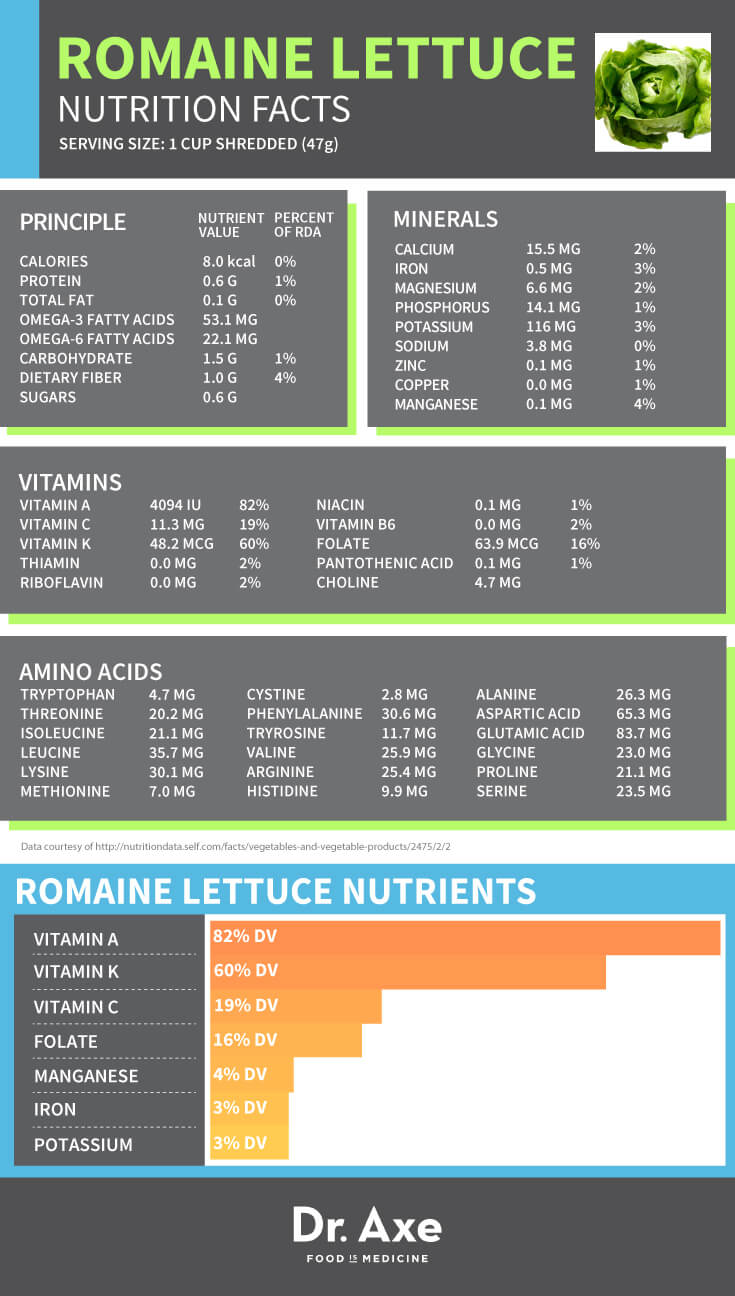 ROMAINE LETTUCE
NUTRITION FACTS
SERVING SIZE: 1 CUP SHREDDED (47g)
PRINCIPLE NUTRIENT VALUE PERCENT OF RDA
CALORIES 8.0 kcal 0%
PROTEIN 0.6 G 1%
TOTAL FAT 0.1 G 0%
OMEGA-3 FATTY ACIDS 53.1 MG
OMEGA-6 FATTY ACIDS 22.1 MG
CARBOHYDRATE 1.5 G 1%
DIETARY FIBER 1.0 G 4%
SUGARS 0.6 G
MINERALS
CALCIUM 15.5 MG 2%
IRON 0.5 MG 3%
MAGNESIUM 6.6 MG 2%
PHOSPHORUS 14.1 MG 1%
POTASSIUM 116 MG 3%
SODIUM 3.8 MG 0%
ZINC 0.1 MG 1%
COPPER 0.0 MG 1%
MANGANESE 0.1 MG 4%
VITAMINS
VITAMIN A 4094 IU 82% NIACIN 0.1 MG 1%
VITAMIN C 11.3 MG 19% VITAMIN B6 0.0 MG 2%
VITAMIN K 48.2 MCG 60% FOLATE 63.9 MCG 16%
THIAMIN 0.0 MG 2% PANTOTHENIC ACID 0.1 MG 1%
RIBOFLAVIN 0.0 MG 2% CHOLINE 4.7 MG
AMINO ACIDS
TRYPTOPHAN 4.7 MG CYSTINE 2.8 MG ALANINE 26.3 MG
THREONINE 20.2 MG PHENYLALANINE 30.6 MG ASPARTIC ACID 65.3 MG
ISOLEUCINE 21.1 MG TRYROSINE 11.7 MG GLUTAMIC ACID 83.7 MG
LEUCINE 35.7 MG VALINE 25.9 MG GLYCINE 23.0 MG
LYSINE 30.1 MG ARGININE 25.4 MG PROLINE 21.1 MG
METHIONINE 7.0 MG HISTIDINE 9.9 MG SERINE 23.5 MG
Data courtesy of http://nutritiondata.self.com/facts/vegetables-and-vegetable-products/2475/2/2
ROMAINE LETTUCE NUTRIENTS
VITAMIN A 82% DV
VITAMIN K 60% DV
VITAMIN C 19% DV
FOLATE 16% DV
MANGANESE 4% DV
IRON 3% DV
POTASSIUM 3% DV
Dr. Axe
FOOD IS MEDICINE